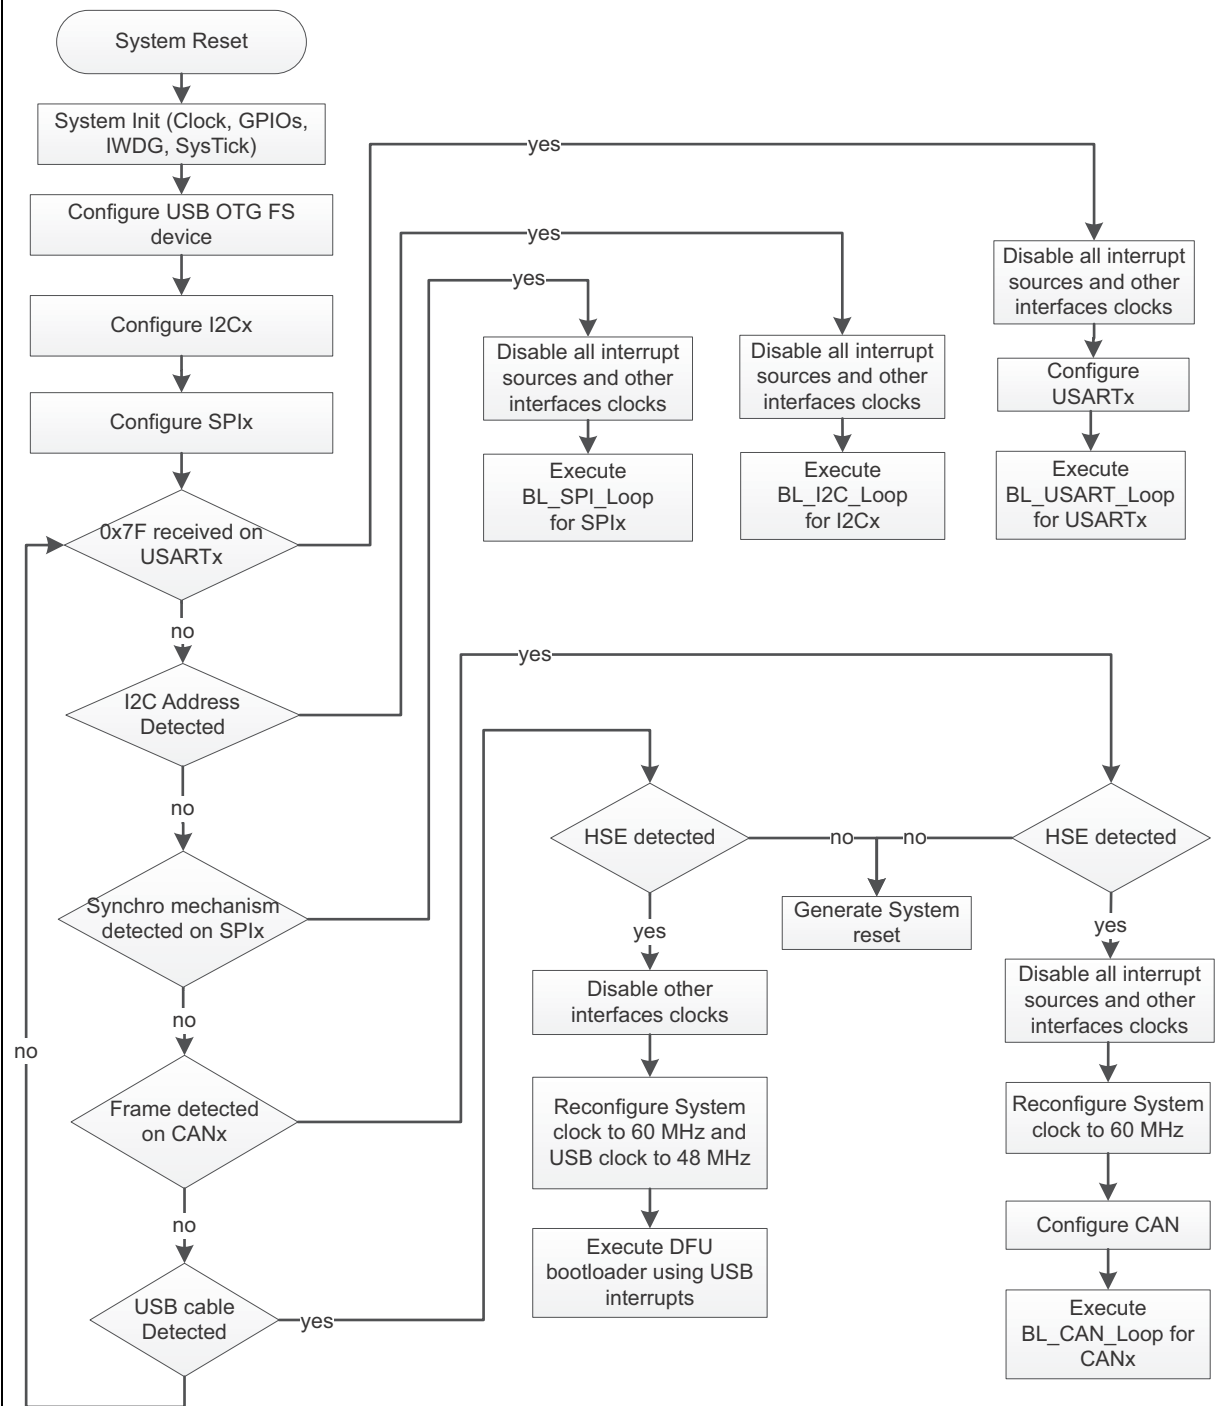 System Reset
System Init (Clock, GPIOs,
IWDG, SysTick)
Configure USB OTG FS
device
Configure I2Cx
Configure SPIx
0x7F received on
USARTx
no
I2C Address
Detected
no
Synchro mechanism
detected on SPIx
no
Frame detected
on CANx
no
USB cable
Detected
no
yes
yes
yes
yes
yes
Disable all interrupt
sources and other
interfaces clocks
Execute
BL_SPI_Loop
for SPIx
Disable all interrupt
sources and other
interfaces clocks
Execute
BL_I2C_Loop
for I2Cx
Disable all interrupt
sources and other
interfaces clocks
Configure
USARTx
Execute
BL_USART_Loop
for USARTx
HSE detected
no
no
HSE detected
Generate System
reset
yes
Disable other
interfaces clocks
Reconfigure System
clock to 60 MHz and
USB clock to 48 MHz
Execute DFU
bootloader using USB
interrupts
yes
Disable all interrupt
sources and other
interfaces clocks
Reconfigure System
clock to 60 MHz
Configure CAN
Execute
BL_CAN_Loop for
CANx